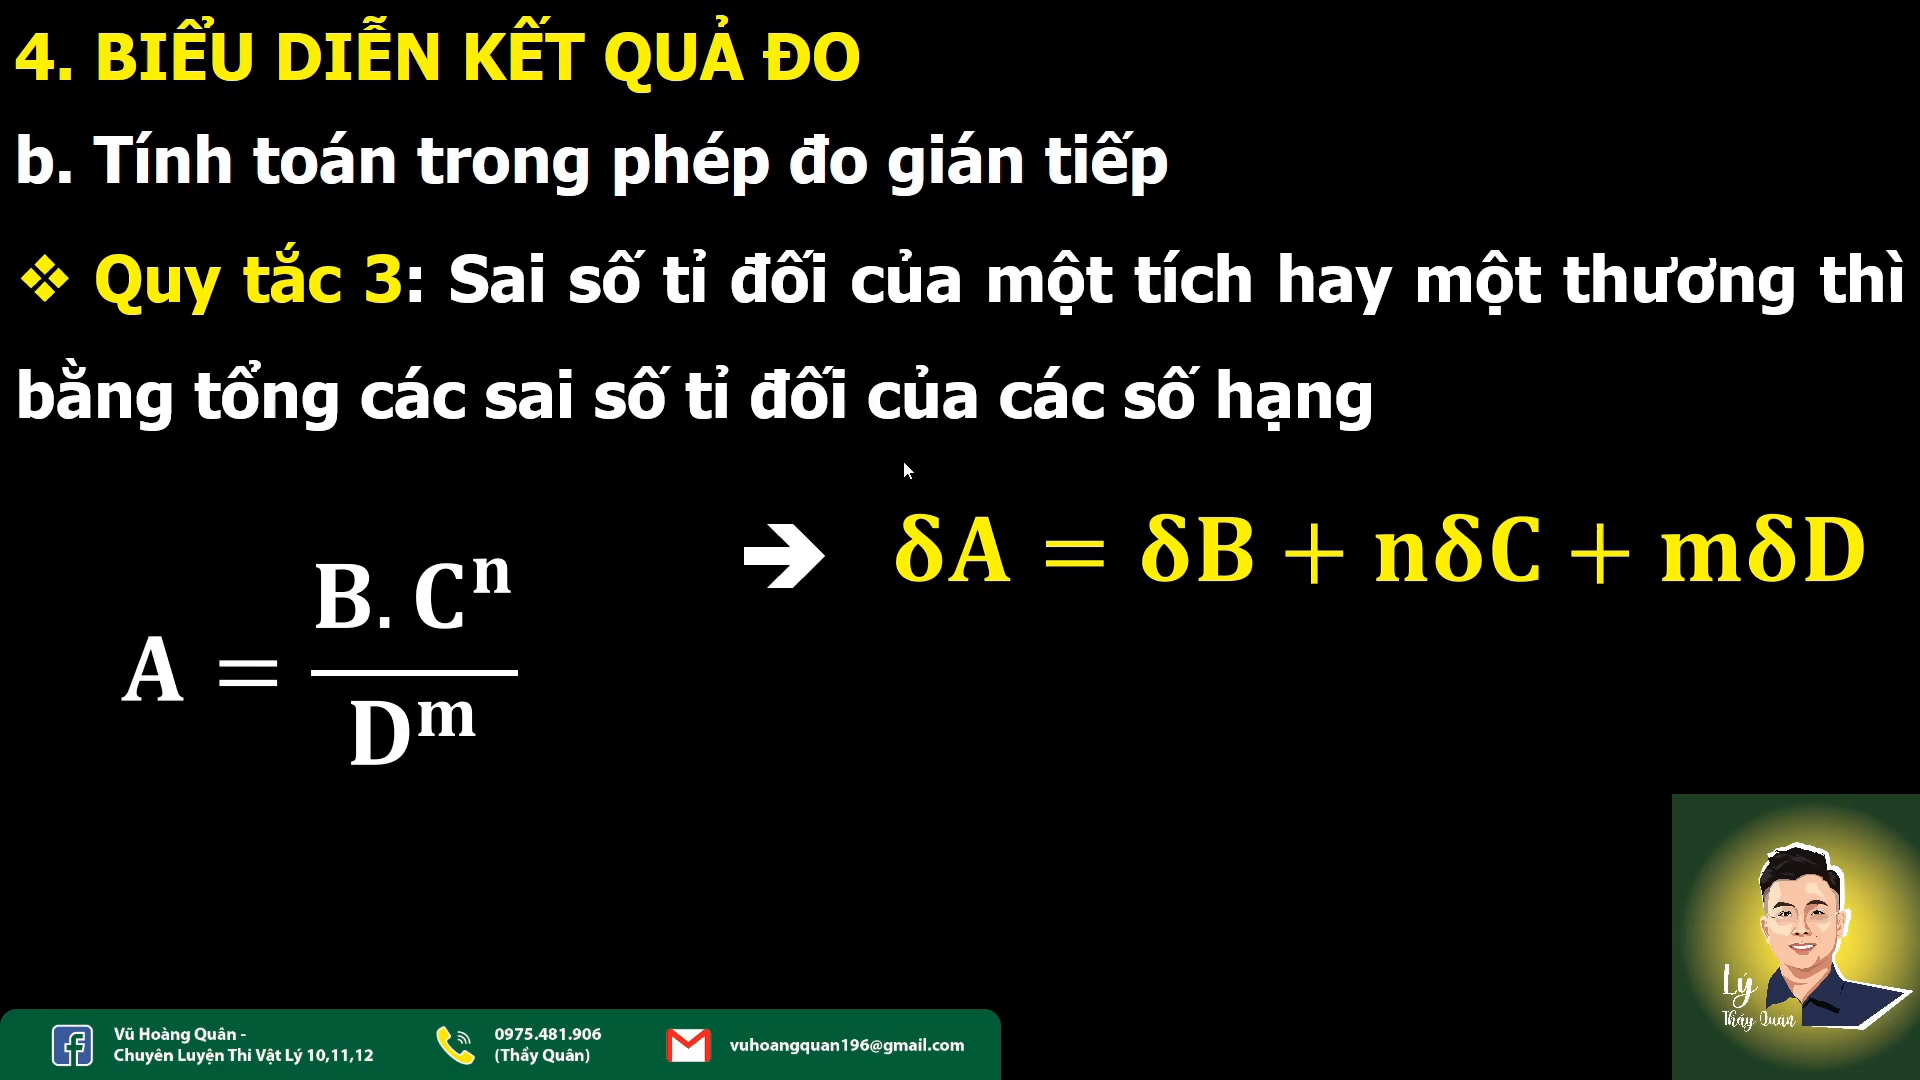 4. BIỂU DIỄN KẾT QUẢ ĐO
b. Tính toán trong phép đo gián tiếp
❖ Quy tắc 3: Sai số tỉ đối của một tích hay một thương thì
bằng tổng các sai số tỉ đối của các số hạng
A = B. Cⁿ / Dᵐ
➔ δA = δB + nδC + mδD
Lý
Thầy Quân
Vũ Hoàng Quân -
Chuyên Luyện Thi Vật Lý 10,11,12
0975.481.906
(Thầy Quân)
vuhoangquan196@gmail.com